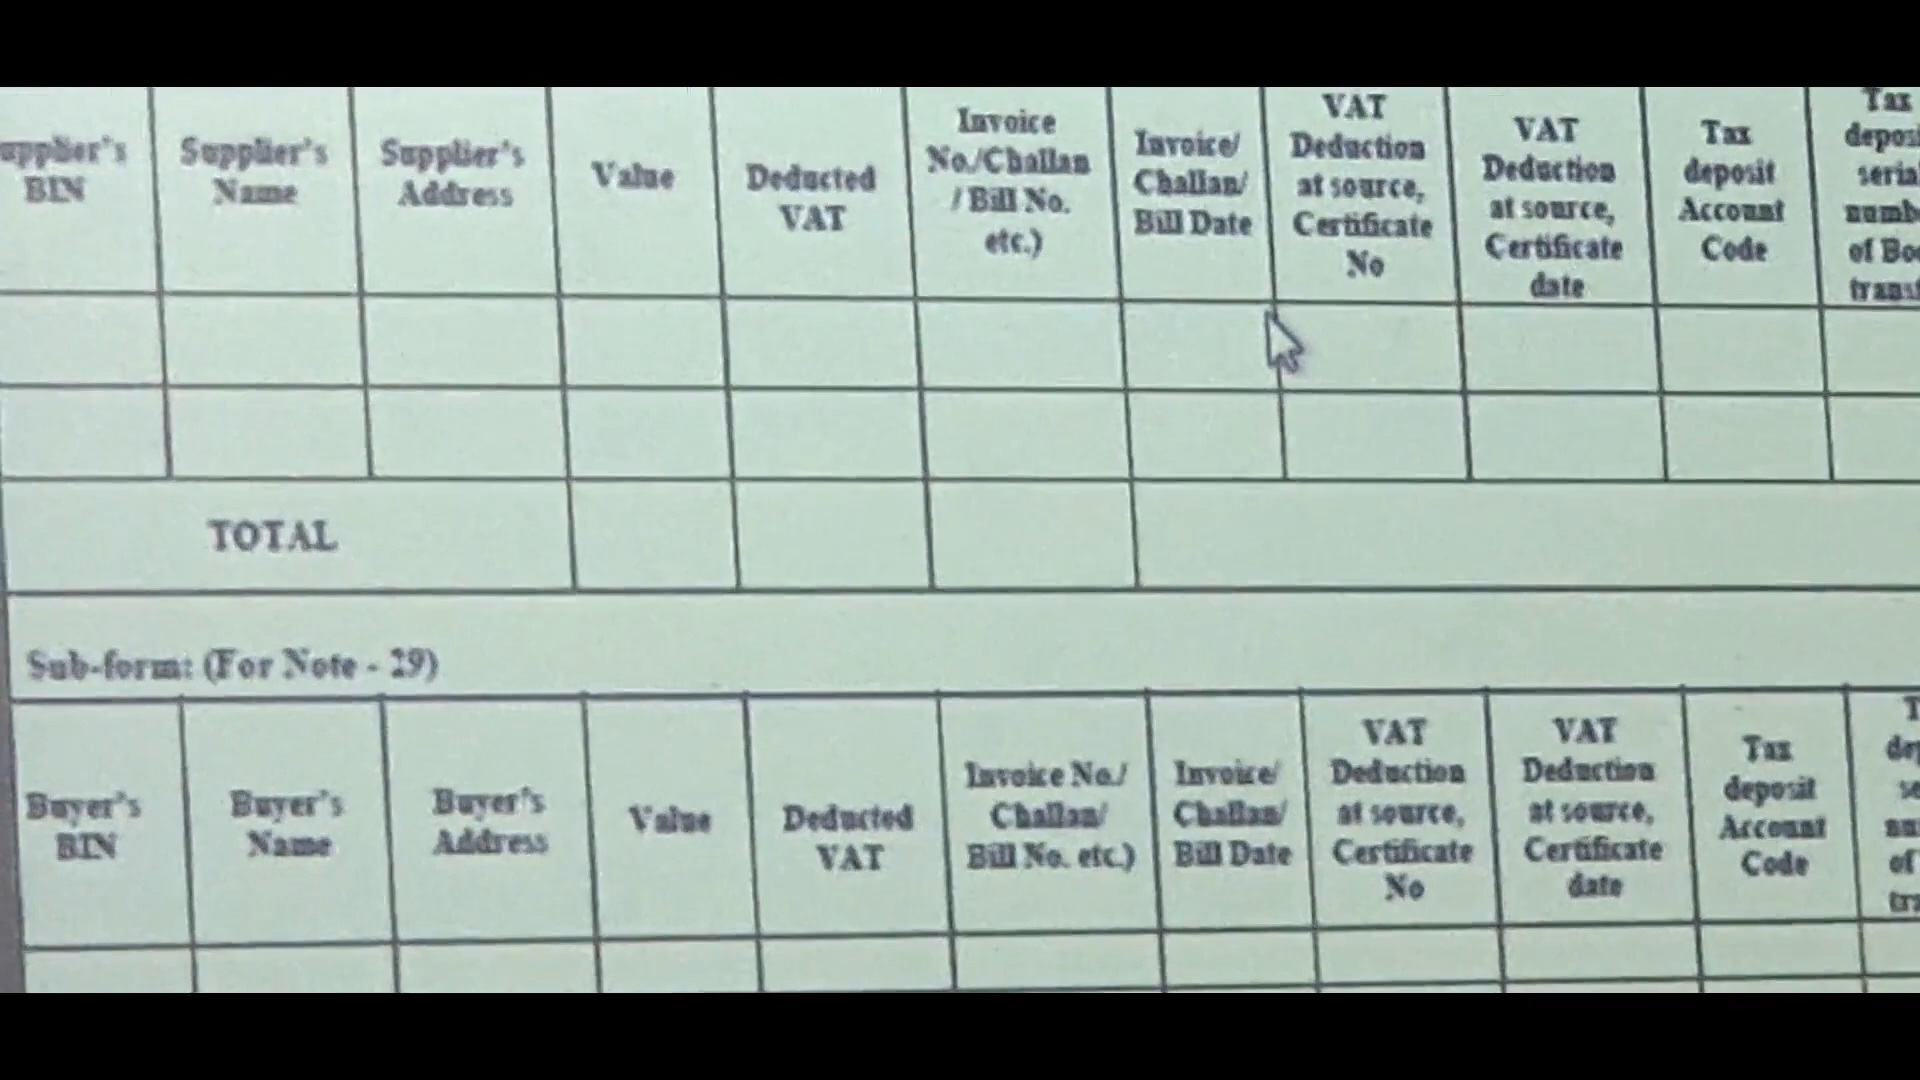 Supplier's BIN
Supplier's Name
Supplier's Address
Value
Deducted VAT
Invoice No./Challan / Bill No. etc.)
Invoice/ Challan/ Bill Date
VAT Deduction at source, Certificate No
VAT Deduction at source, Certificate date
Tax deposit Account Code
Tax
TOTAL
Sub-form: (For Note - 29)
Buyer's BIN
Buyer's Name
Buyer's Address
Value
Deducted VAT
Invoice No./ Challan/ Bill No. etc.)
Invoice/ Challan/ Bill Date
VAT Deduction at source, Certificate No
VAT Deduction at source, Certificate date
Tax deposit Account Code